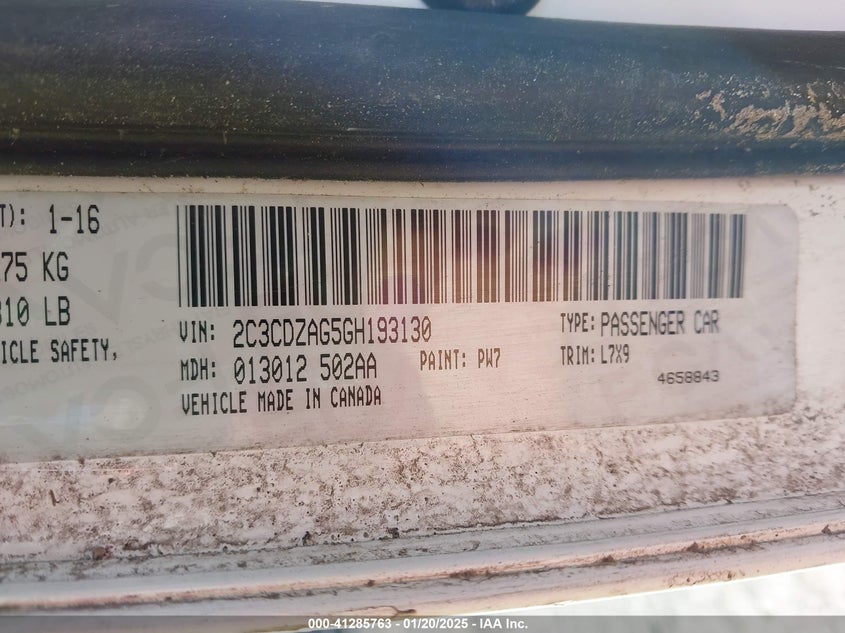 T): 1-16
75 KG
310 LB
ICLE SAFETY,
VIN: 2C3CDZAG5GH193130
TYPE: PASSENGER CAR
MDH: 013012 502AA
PAINT: PW7
TRIM: L7X9
VEHICLE MADE IN CANADA
4658843
000-41285763 - 01/20/2025 - IAA Inc.